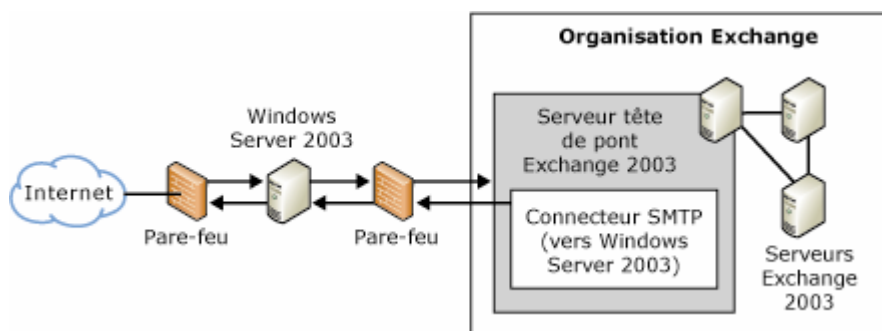 Organisation Exchange
Windows
Server 2003
Serveur tête
de pont
Exchange 2003
Internet
Pare-feu
Pare-feu
Connecteur SMTP
(vers Windows
Server 2003)
Serveurs
Exchange
2003